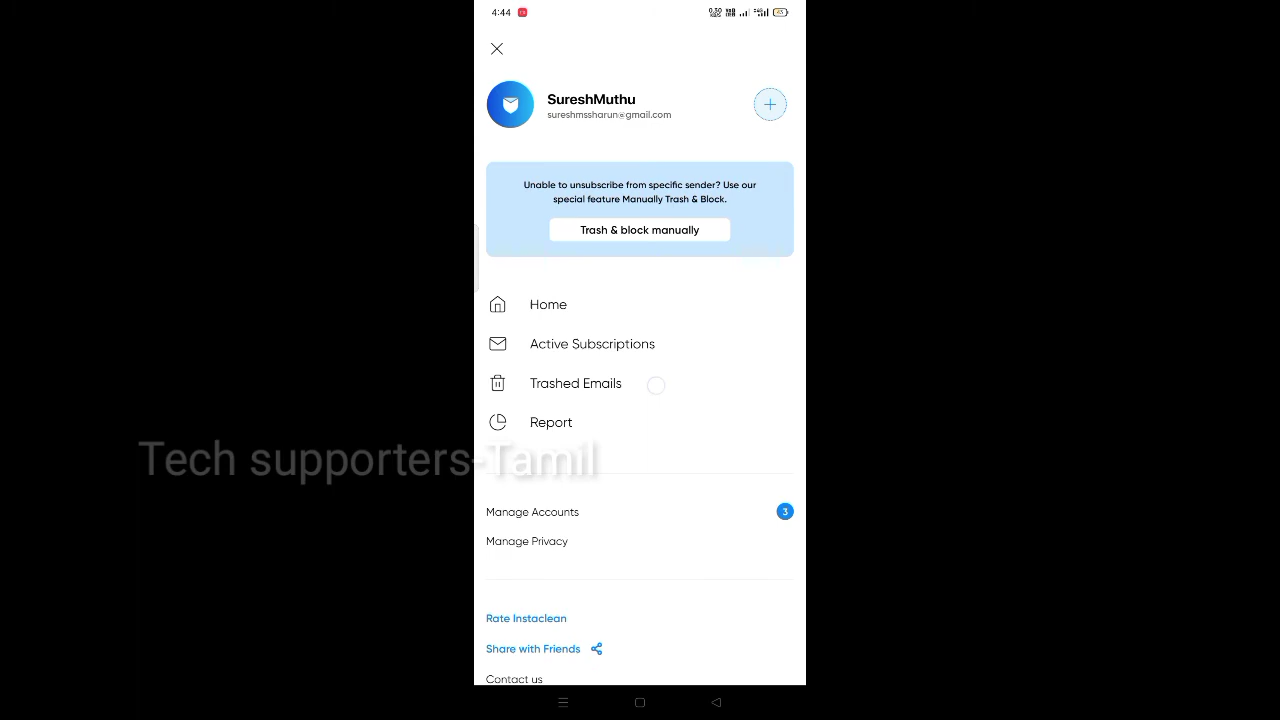 4:44
SureshMuthu
sureshmssharun@gmail.com
Unable to unsubscribe from specific sender? Use our
special feature Manually Trash & Block.
Trash & block manually
Home
Active Subscriptions
Trashed Emails
Report
Tech supporters-Tamil
Manage Accounts
3
Manage Privacy
Rate Instaclean
Share with Friends
Contact us